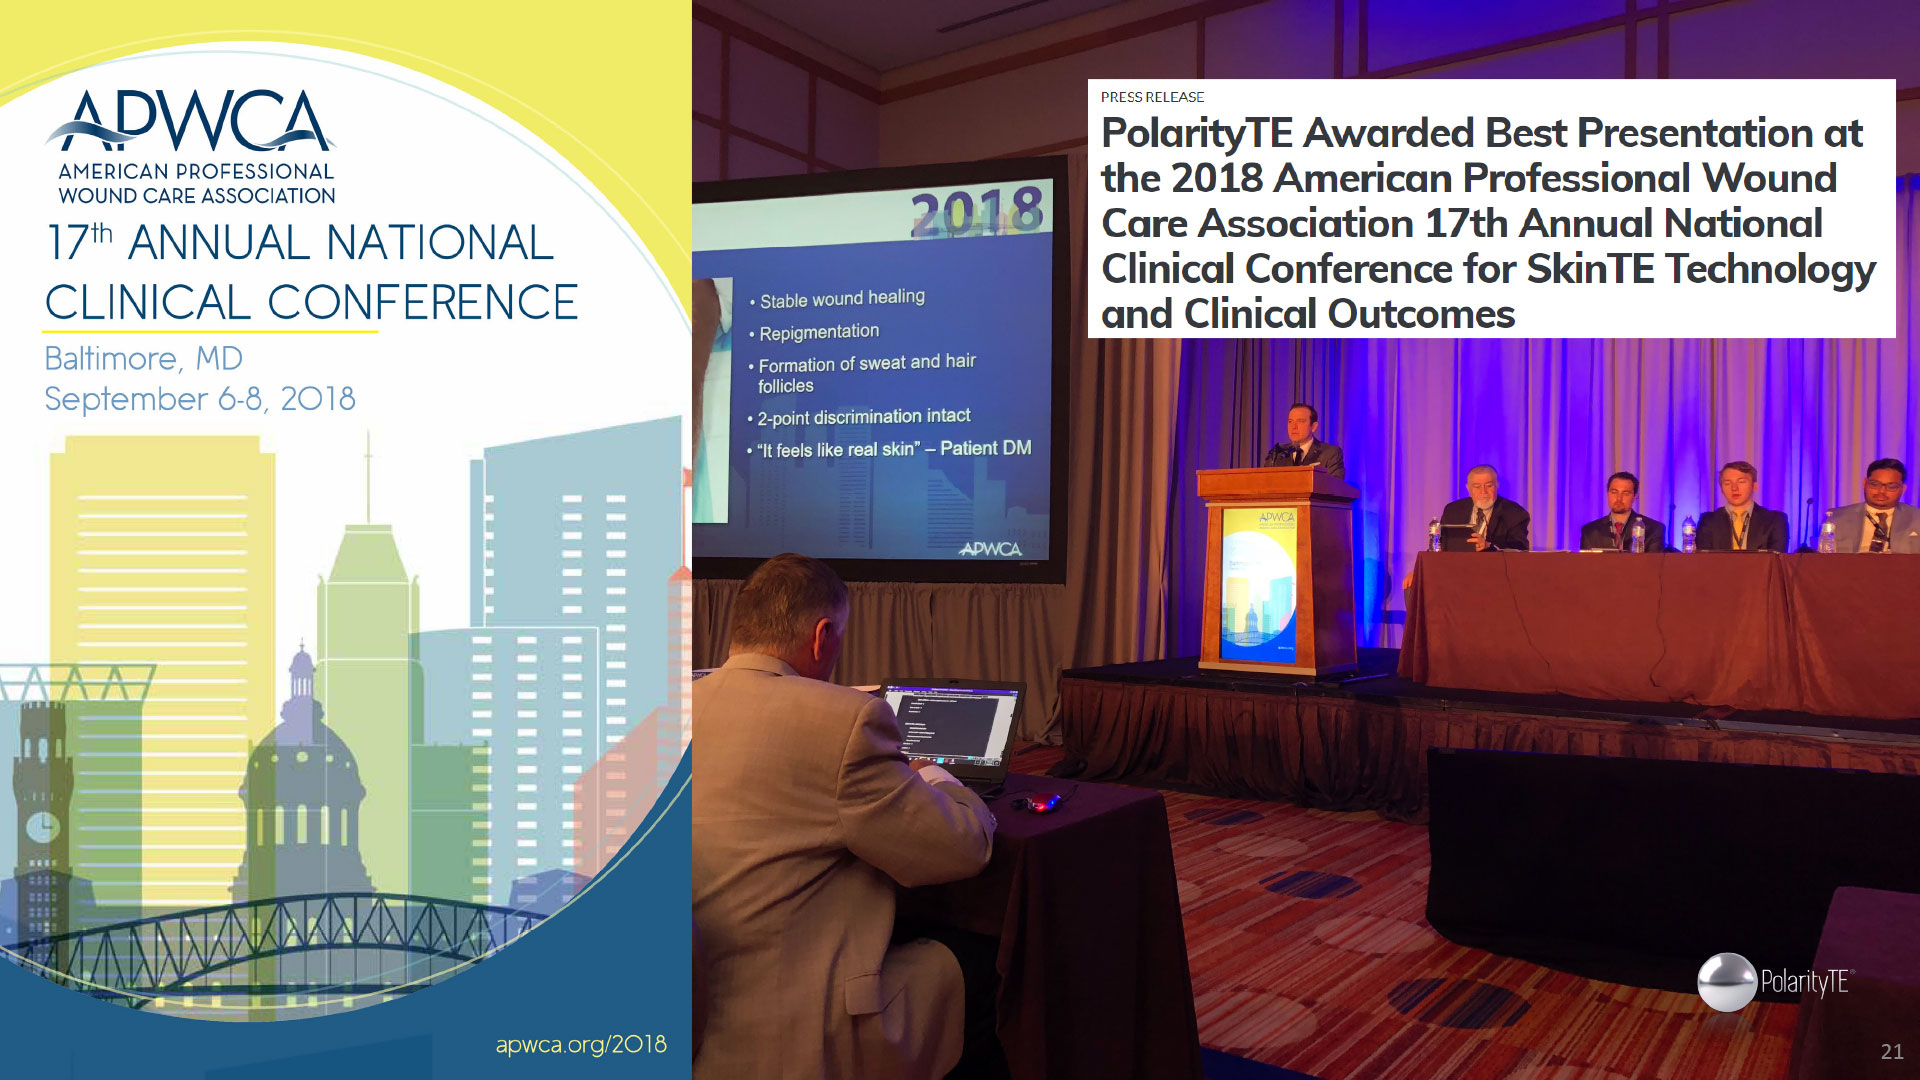 APWCA
AMERICAN PROFESSIONAL
WOUND CARE ASSOCIATION
17th ANNUAL NATIONAL
CLINICAL CONFERENCE
Baltimore, MD
September 6-8, 2018
apwca.org/2018
PRESS RELEASE
PolarityTE Awarded Best Presentation at
the 2018 American Professional Wound
Care Association 17th Annual National
Clinical Conference for SkinTE Technology
and Clinical Outcomes
2018
• Stable wound healing
• Repigmentation
• Formation of sweat and hair
follicles
• 2-point discrimination intact
• “It feels like real skin” – Patient DM
APWCA
APWCA
PolarityTE®
21